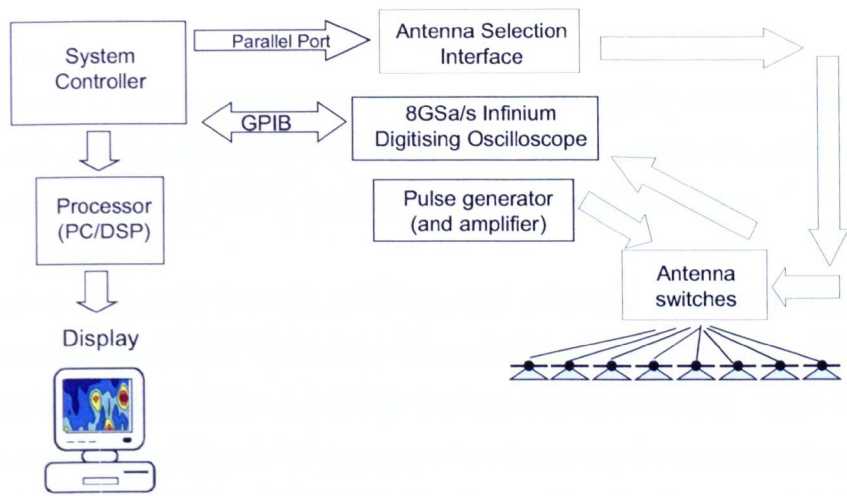 System
Controller
Parallel Port
Antenna Selection
Interface
GPIB
8GSa/s Infinium
Digitising Oscilloscope
Processor
(PC/DSP)
Pulse generator
(and amplifier)
Antenna
switches
Display